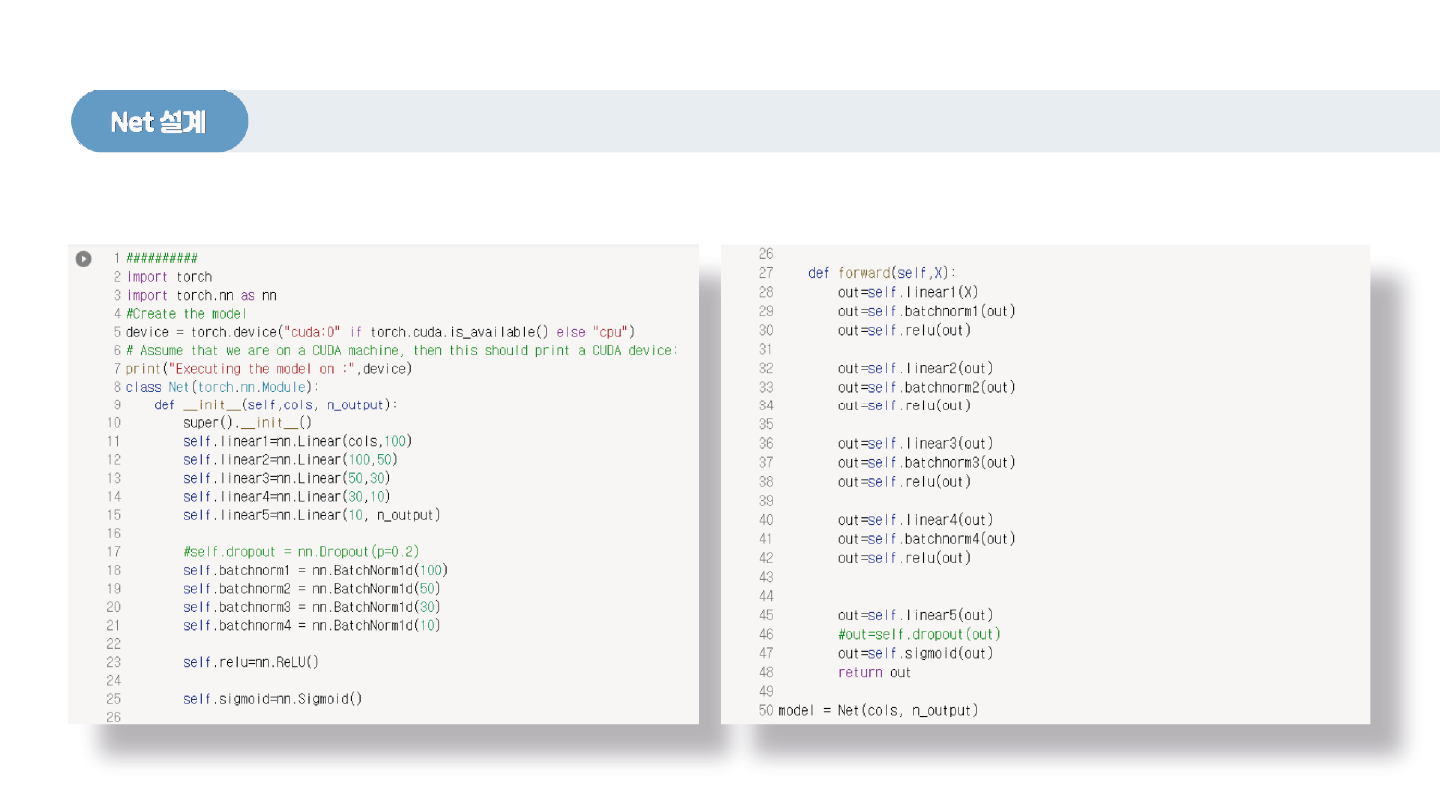 Net 설계
1 ##########
2 import torch
3 import torch.nn as nn
4 #Create the model
5 device = torch.device("cuda:0" if torch.cuda.is_available() else "cpu")
6 # Assume that we are on a CUDA machine, then this should print a CUDA device:
7 print("Executing the model on :",device)
8 class Net(torch.nn.Module):
9     def __init__(self,cols, n_output):
10         super().__init__()
11         self.linear1=nn.Linear(cols,100)
12         self.linear2=nn.Linear(100,50)
13         self.linear3=nn.Linear(50,30)
14         self.linear4=nn.Linear(30,10)
15         self.linear5=nn.Linear(10, n_output)
16
17         #self.dropout = nn.Dropout(p=0.2)
18         self.batchnorm1 = nn.BatchNorm1d(100)
19         self.batchnorm2 = nn.BatchNorm1d(50)
20         self.batchnorm3 = nn.BatchNorm1d(30)
21         self.batchnorm4 = nn.BatchNorm1d(10)
22
23         self.relu=nn.ReLU()
24
25         self.sigmoid=nn.Sigmoid()
26
26
27     def forward(self,X):
28         out=self.linear1(X)
29         out=self.batchnorm1(out)
30         out=self.relu(out)
31
32         out=self.linear2(out)
33         out=self.batchnorm2(out)
34         out=self.relu(out)
35
36         out=self.linear3(out)
37         out=self.batchnorm3(out)
38         out=self.relu(out)
39
40         out=self.linear4(out)
41         out=self.batchnorm4(out)
42         out=self.relu(out)
43
44
45         out=self.linear5(out)
46         #out=self.dropout(out)
47         out=self.sigmoid(out)
48         return out
49
50 model = Net(cols, n_output)